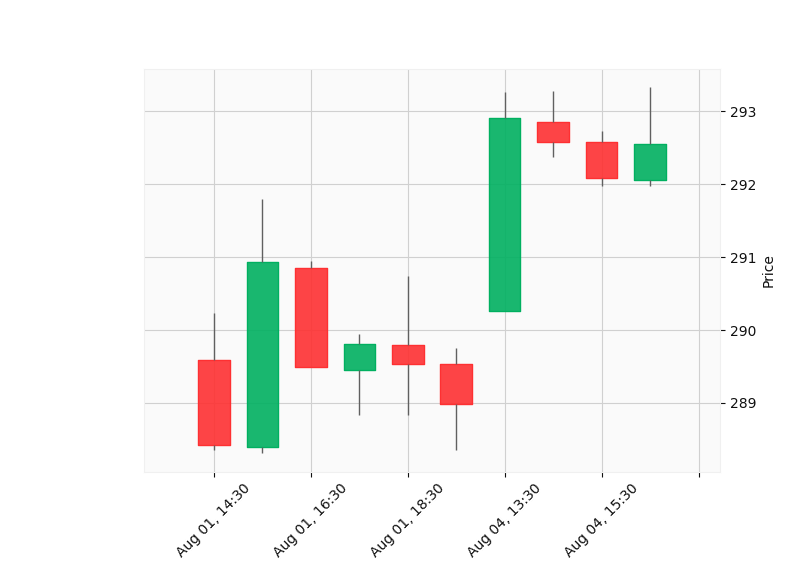 293
292
291
290
289
Price
Aug 01, 14:30
Aug 01, 16:30
Aug 01, 18:30
Aug 04, 13:30
Aug 04, 15:30